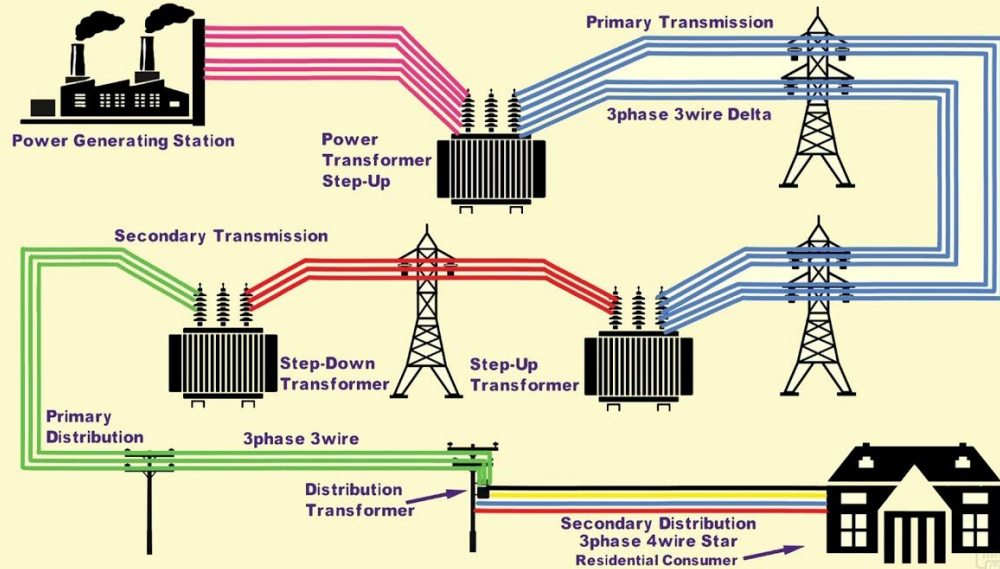 Primary Transmission
Power Generating Station
3phase 3wire Delta
Power
Transformer
Step-Up
Secondary Transmission
Step-Down
Transformer
Step-Up
Transformer
Primary
Distribution
3phase 3wire
Distribution
Transformer
Secondary Distribution
3phase 4wire Star
Residential Consumer